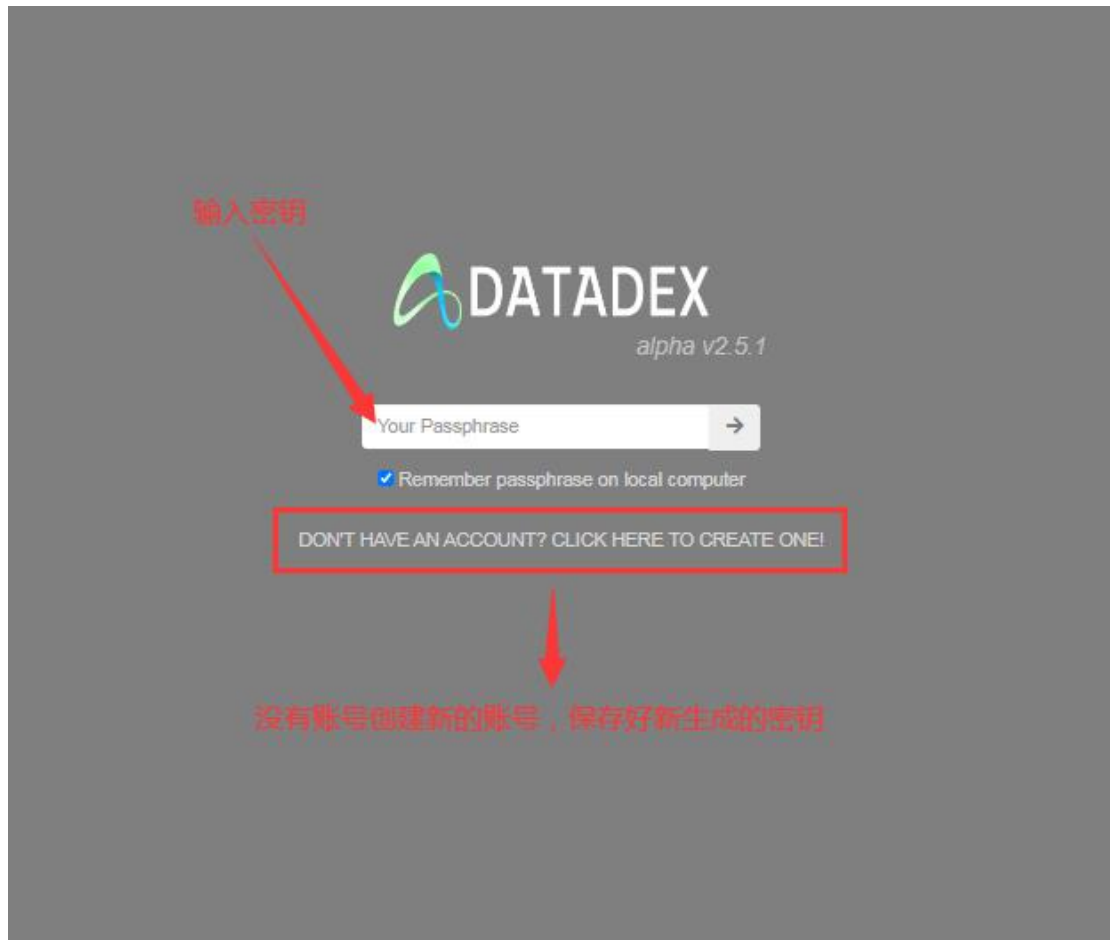 输入密钥
DATADEX
alpha v2.5.1
Your Passphrase
Remember passphrase on local computer
DON'T HAVE AN ACCOUNT? CLICK HERE TO CREATE ONE!
没有账号创建新的账号，保存好新生成的密钥